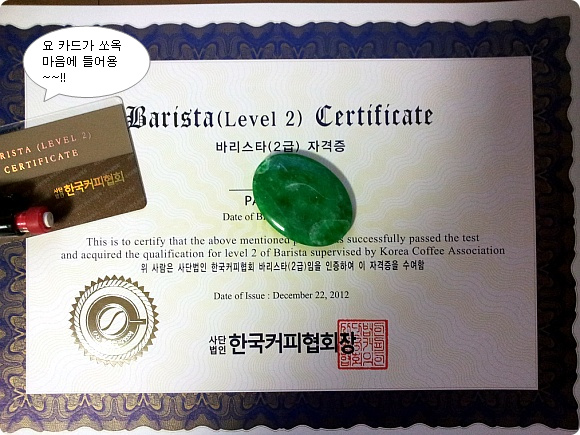 요 카드가 쏘옥
마음에 들어용
~~!!
Barista(Level 2) Certificate
바리스타(2급) 자격증
RISTA (LEVEL 2)
CERTIFICATE
사단법인 한국커피협회
PA
Date of B
This is to certify that the above mentioned p s successfully passed the test
and acquired the qualification for level 2 of Barista supervised by Korea Coffee Association
위 사람은 사단법인 한국커피협회 바리스타(2급)임을 인증하여 이 자격증을 수여함
Date of Issue : December 22, 2012
사단법인 한국커피협회장